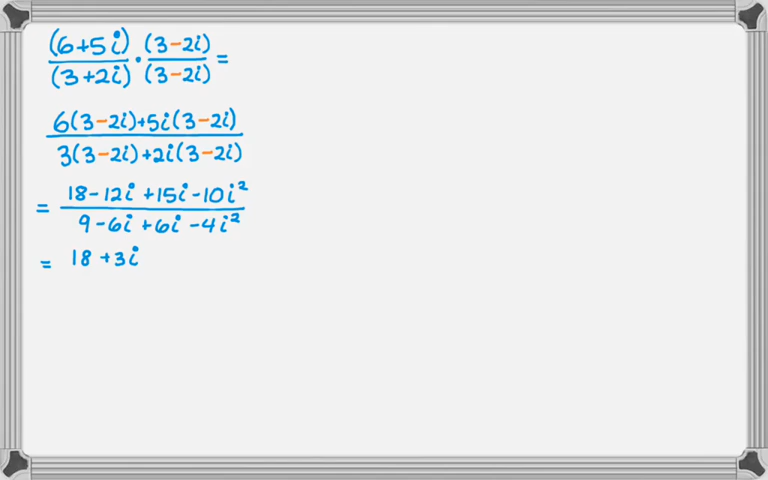 (6+5i)/(3+2i) · (3-2i)/(3-2i) =
6(3-2i)+5i(3-2i)
3(3-2i)+2i(3-2i)
= 18-12i+15i-10i²
9-6i+6i-4i²
= 18+3i